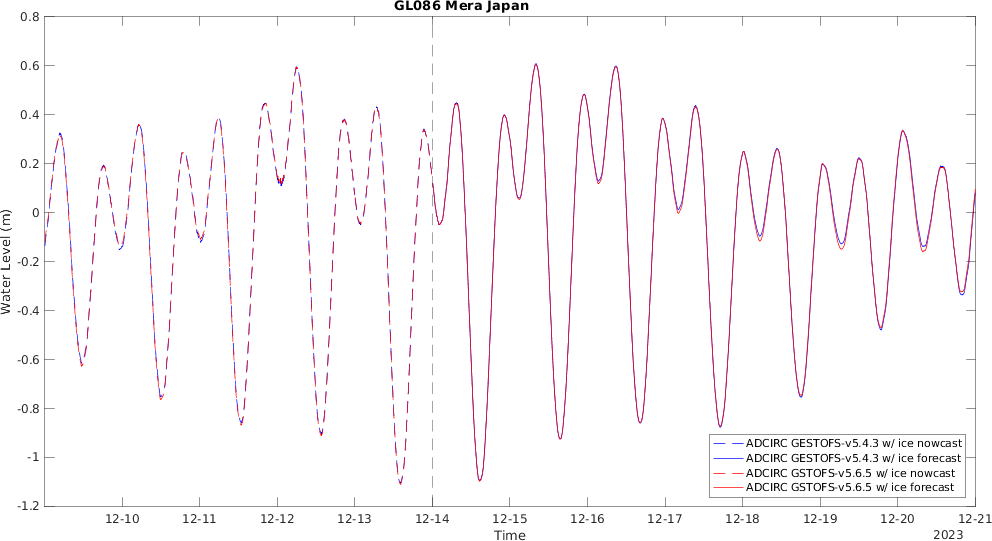 GL086 Mera Japan
0.8
0.6
0.4
0.2
0
-0.2
-0.4
-0.6
-0.8
-1
-1.2
Water Level (m)
ADCIRC GESTOFS-v5.4.3 w/ ice nowcast
ADCIRC GESTOFS-v5.4.3 w/ ice forecast
ADCIRC GSTOFS-v5.6.5 w/ ice nowcast
ADCIRC GSTOFS-v5.6.5 w/ ice forecast
12-10 12-11 12-12 12-13 12-14 12-15 12-16 12-17 12-18 12-19 12-20 12-21
Time
2023